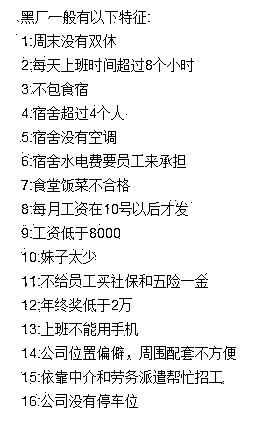 黑厂一般有以下特征:
1:周末没有双休
2:每天上班时间超过8个小时
3:不包食宿
4:宿舍超过4个人
5:宿舍没有空调
6:宿舍水电费要员工来承担
7:食堂饭菜不合格
8:每月工资在10号以后才发
9:工资低于8000
10:妹子太少
11:不给员工买社保和五险一金
12:年终奖低于2万
13:上班不能用手机
14:公司位置偏僻，周围配套不方便
15:依靠中介和劳务派遣帮忙招工
16:公司没有停车位